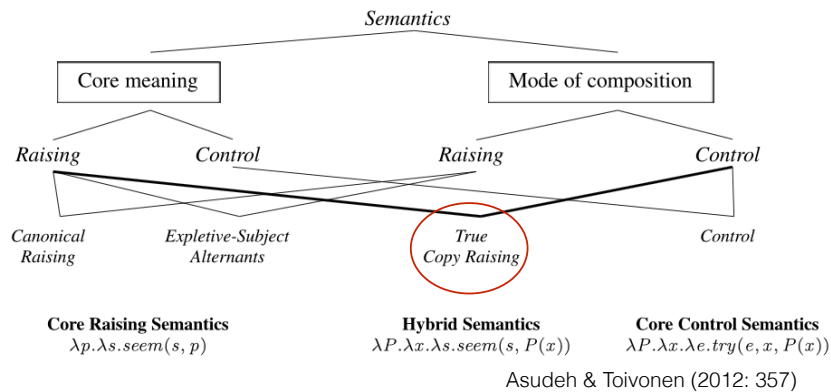 Semantics
Core meaning Mode of composition
Raising Control Raising Control
Canonical Raising Expletive-Subject Alternants True Copy Raising Control
Core Raising Semantics Hybrid Semantics Core Control Semantics
λp.λs.seem(s, p) λP.λx.λs.seem(s, P(x)) λP.λx.λe.try(e, x, P(x))
Asudeh & Toivonen (2012: 357)